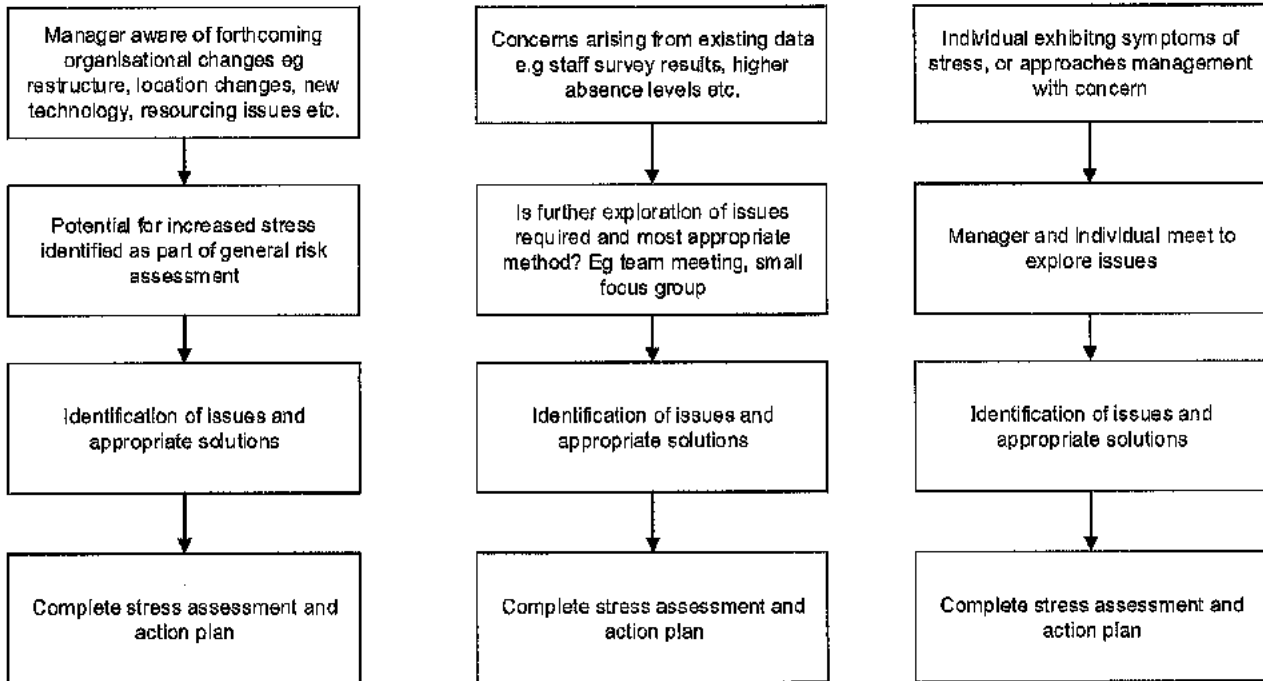 Manager aware of forthcoming
organisational changes eg
restructure, location changes, new
technology, resourcing issues etc.
Potential for increased stress
identified as part of general risk
assessment
Identification of issues and
appropriate solutions
Complete stress assessment and
action plan
Concerns arising from existing data
e.g staff survey results, higher
absence levels etc.
Is further exploration of issues
required and most appropriate
method? Eg team meeting, small
focus group
Identification of issues and
appropriate solutions
Complete stress assessment and
action plan
Individual exhibitng symptoms of
stress, or approaches management
with concern
Manager and individual meet to
explore issues
Identification of issues and
appropriate solutions
Complete stress assessment and
action plan